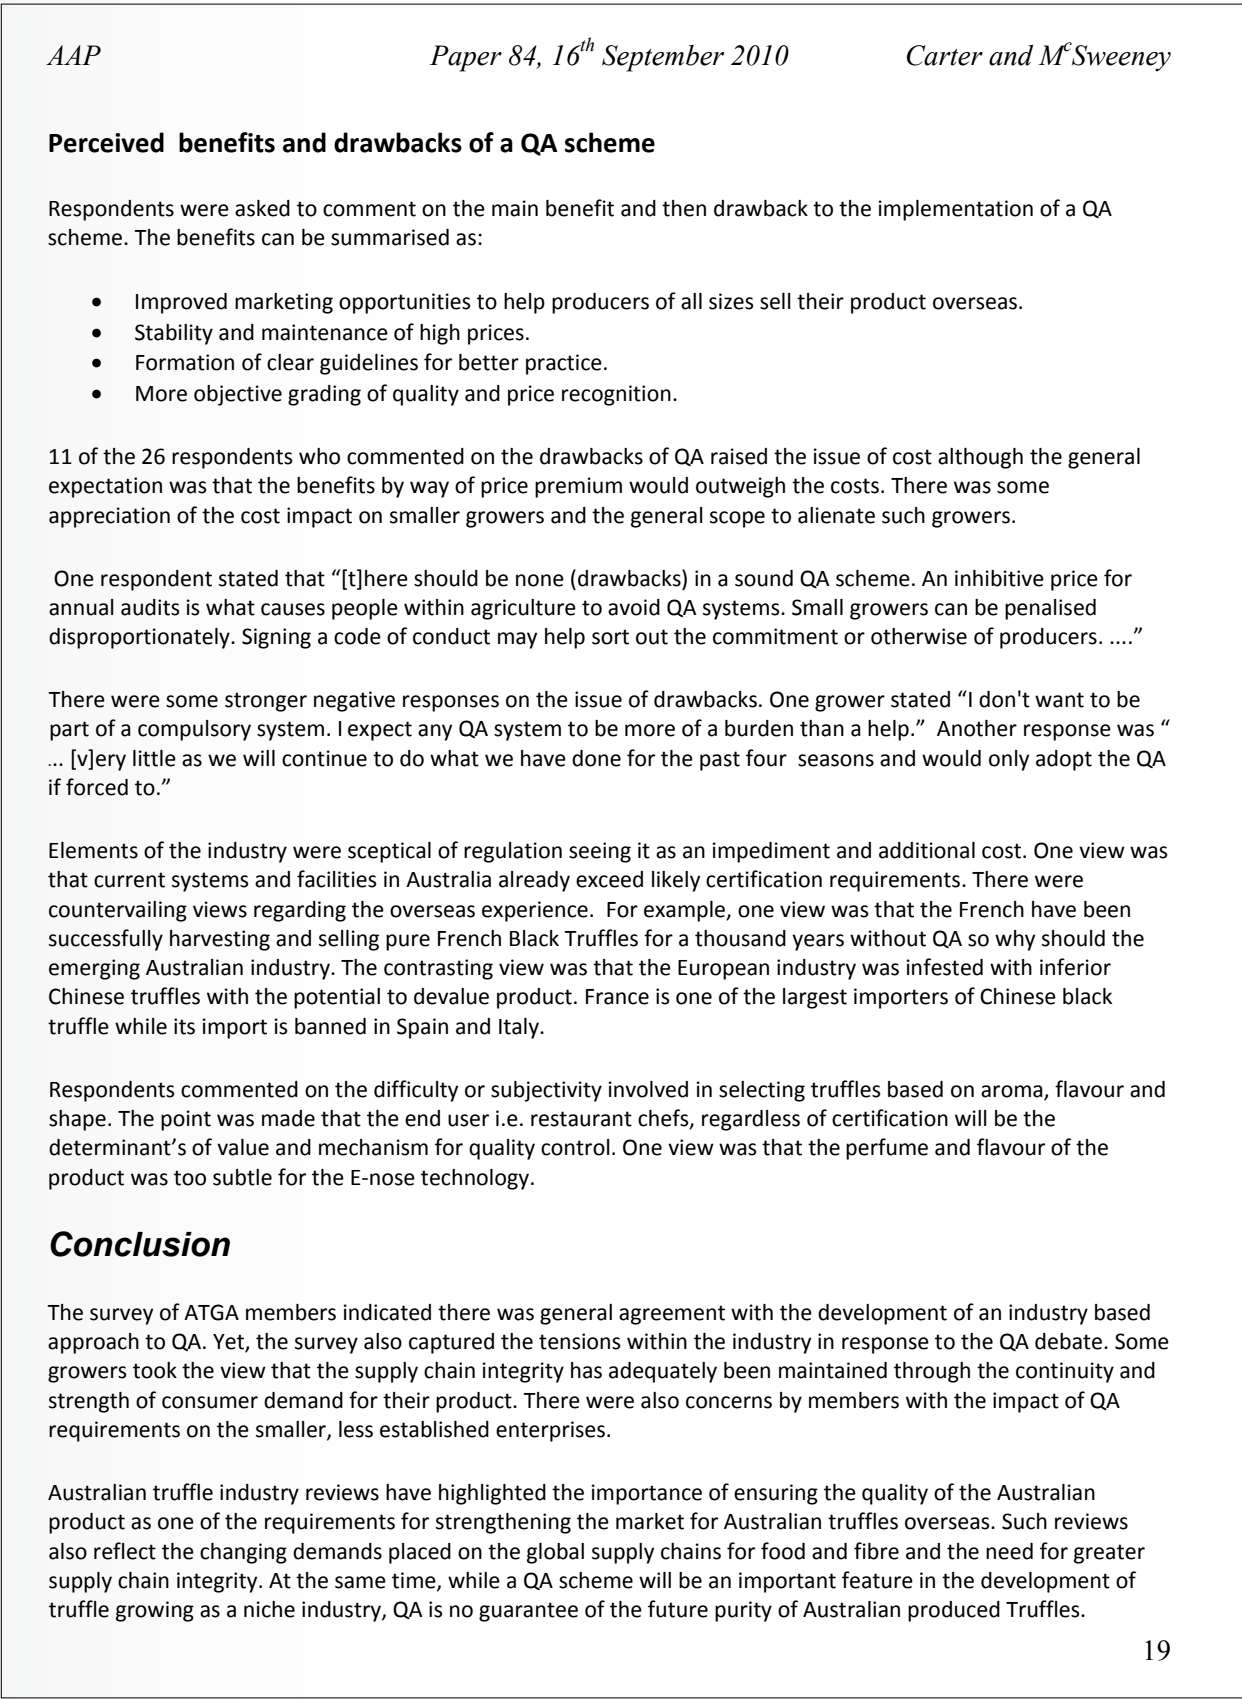 AAP Paper 84, 16th September 2010 Carter and McSweeney
Perceived  benefits and drawbacks of a QA scheme
Respondents were asked to comment on the main benefit and then drawback to the implementation of a QA
scheme. The benefits can be summarised as:
• Improved marketing opportunities to help producers of all sizes sell their product overseas.
• Stability and maintenance of high prices.
• Formation of clear guidelines for better practice.
• More objective grading of quality and price recognition.
11 of the 26 respondents who commented on the drawbacks of QA raised the issue of cost although the general
expectation was that the benefits by way of price premium would outweigh the costs. There was some
appreciation of the cost impact on smaller growers and the general scope to alienate such growers.
One respondent stated that “[t]here should be none (drawbacks) in a sound QA scheme. An inhibitive price for
annual audits is what causes people within agriculture to avoid QA systems. Small growers can be penalised
disproportionately. Signing a code of conduct may help sort out the commitment or otherwise of producers. ....”
There were some stronger negative responses on the issue of drawbacks. One grower stated “I don't want to be
part of a compulsory system. I expect any QA system to be more of a burden than a help.”  Another response was “
... [v]ery little as we will continue to do what we have done for the past four  seasons and would only adopt the QA
if forced to.”
Elements of the industry were sceptical of regulation seeing it as an impediment and additional cost. One view was
that current systems and facilities in Australia already exceed likely certification requirements. There were
countervailing views regarding the overseas experience.  For example, one view was that the French have been
successfully harvesting and selling pure French Black Truffles for a thousand years without QA so why should the
emerging Australian industry. The contrasting view was that the European industry was infested with inferior
Chinese truffles with the potential to devalue product. France is one of the largest importers of Chinese black
truffle while its import is banned in Spain and Italy.
Respondents commented on the difficulty or subjectivity involved in selecting truffles based on aroma, flavour and
shape. The point was made that the end user i.e. restaurant chefs, regardless of certification will be the
determinant’s of value and mechanism for quality control. One view was that the perfume and flavour of the
product was too subtle for the E-nose technology.
Conclusion
The survey of ATGA members indicated there was general agreement with the development of an industry based
approach to QA. Yet, the survey also captured the tensions within the industry in response to the QA debate. Some
growers took the view that the supply chain integrity has adequately been maintained through the continuity and
strength of consumer demand for their product. There were also concerns by members with the impact of QA
requirements on the smaller, less established enterprises.
Australian truffle industry reviews have highlighted the importance of ensuring the quality of the Australian
product as one of the requirements for strengthening the market for Australian truffles overseas. Such reviews
also reflect the changing demands placed on the global supply chains for food and fibre and the need for greater
supply chain integrity. At the same time, while a QA scheme will be an important feature in the development of
truffle growing as a niche industry, QA is no guarantee of the future purity of Australian produced Truffles.
19